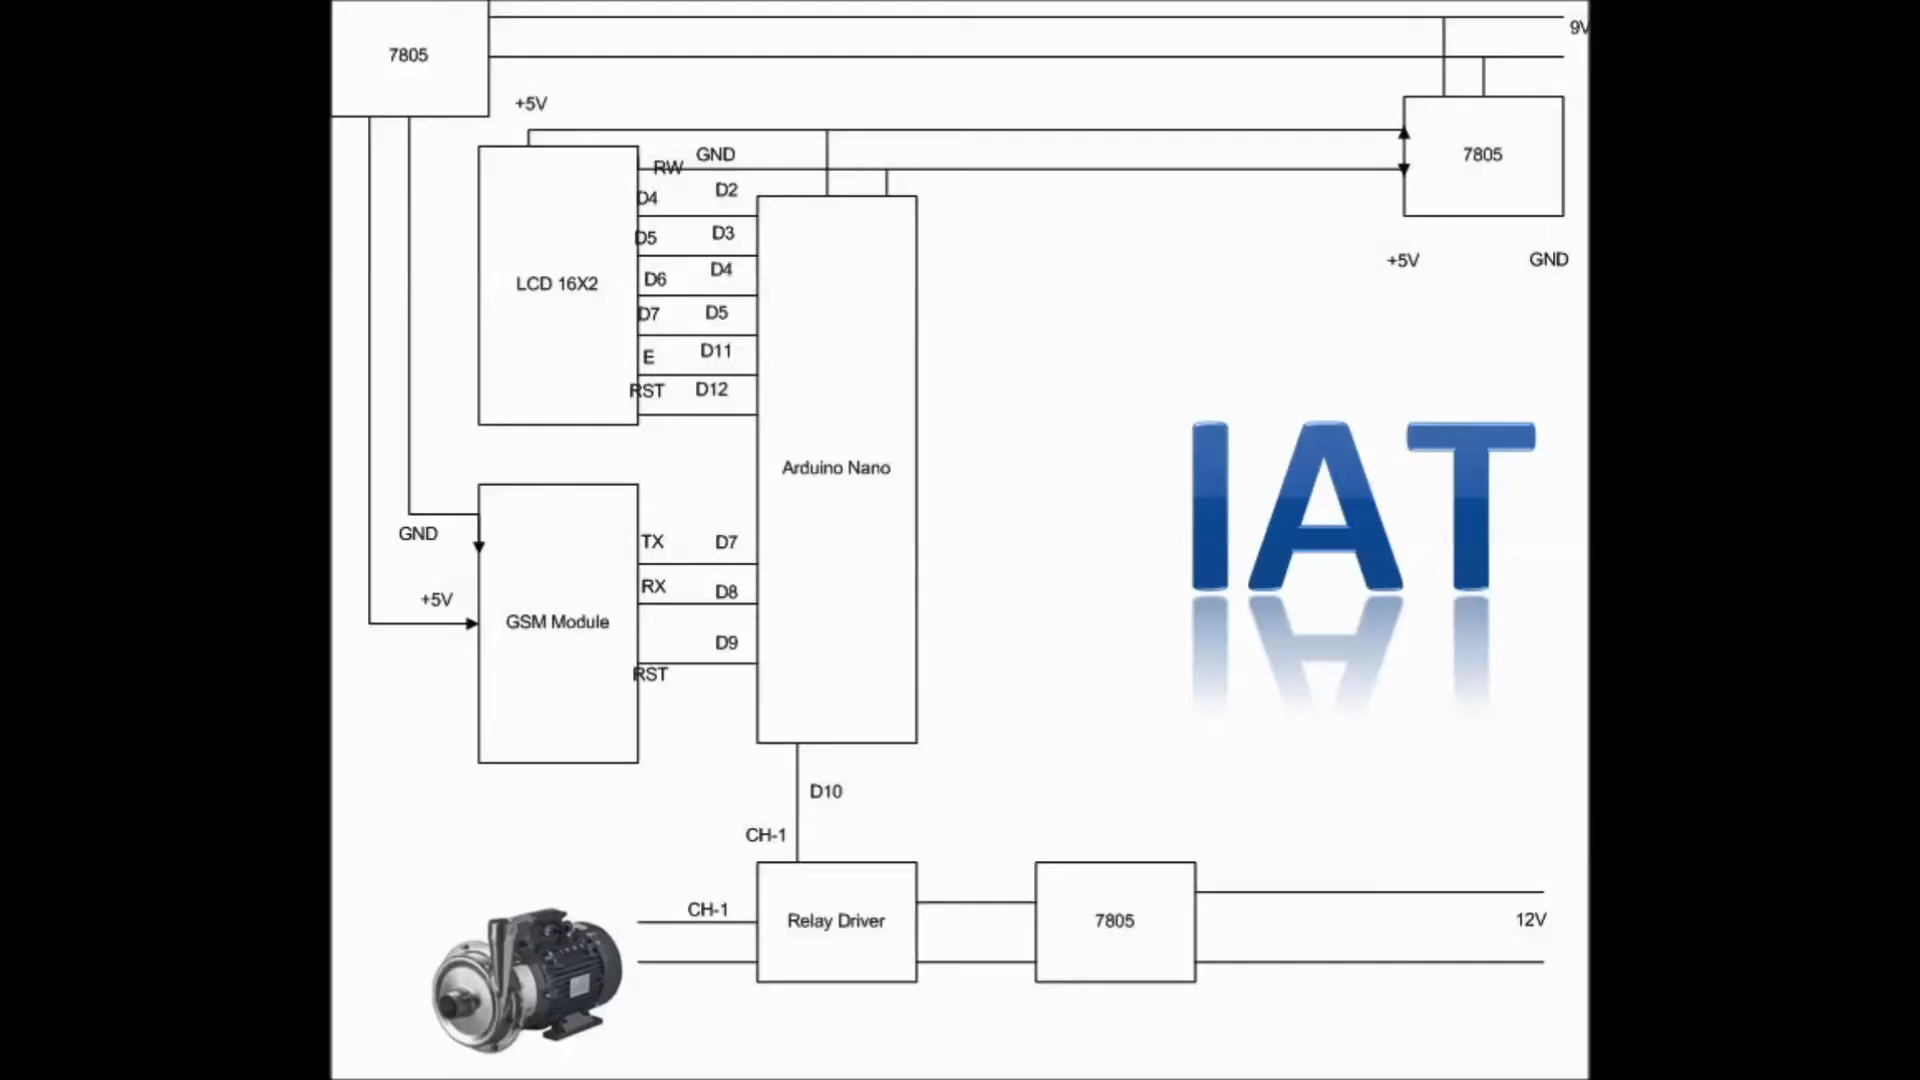 9V
7805
+5V
GND
7805
RW
D4 D2
D5 D3
D6 D4
D7 D5
E D11
RST D12
LCD 16X2
+5V GND
Arduino Nano
IAT
GND
+5V
GSM Module
TX D7
RX D8
D9
RST
D10
CH-1
CH-1
Relay Driver
7805
12V